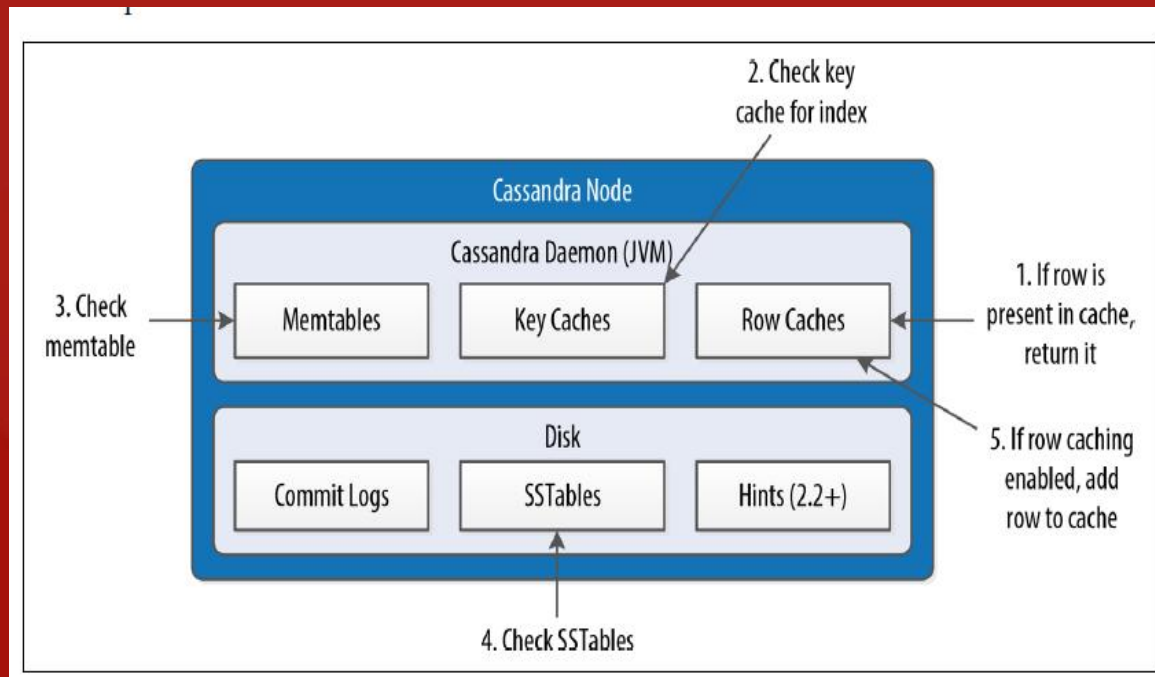 2. Check key
cache for index
Cassandra Node
Cassandra Daemon (JVM)
3. Check
memtable
Memtables
Key Caches
Row Caches
1. If row is
present in cache,
return it
Disk
Commit Logs
SSTables
Hints (2.2+)
5. If row caching
enabled, add
row to cache
4. Check SSTables